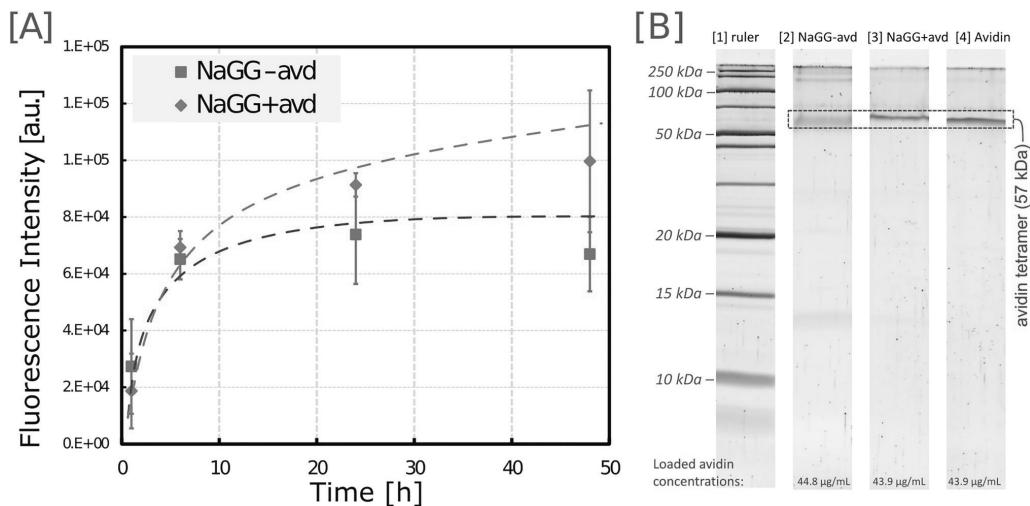 [A]
1.E+05
1.E+05
1.E+05
8.E+04
6.E+04
4.E+04
2.E+04
0.E+00
Fluorescence Intensity [a.u.]
NaGG-avd
NaGG+avd
0
10
20
30
40
50
Time [h]
[B]
[1] ruler
[2] NaGG-avd
[3] NaGG+avd
[4] Avidin
250 kDa
100 kDa
50 kDa
20 kDa
15 kDa
10 kDa
avidin tetramer (57 kDa)
Loaded avidin
concentrations:
44.8 µg/mL
43.9 µg/mL
43.9 µg/mL